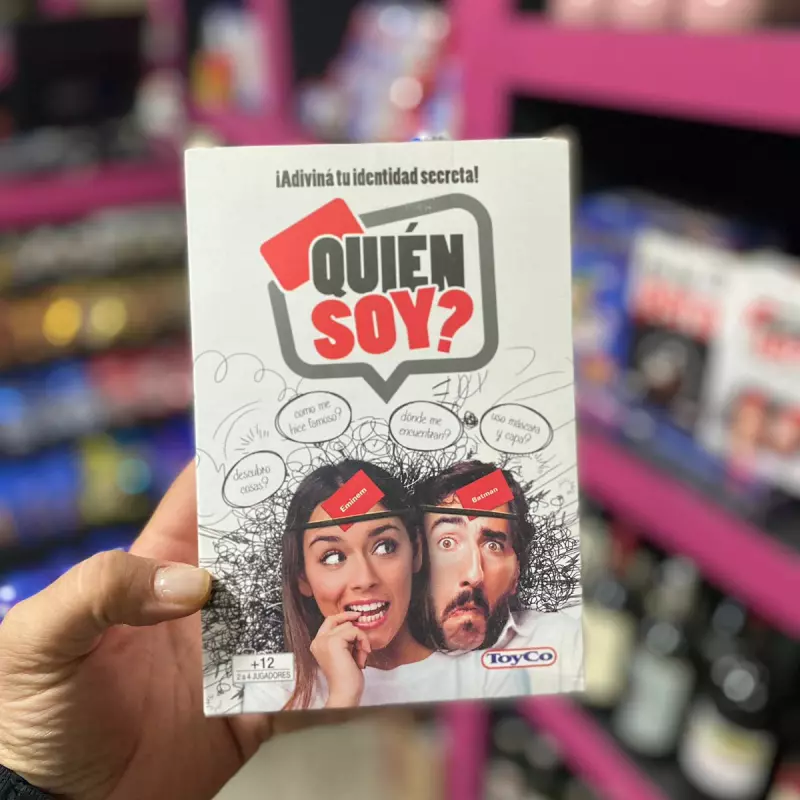 ¡Adiviná tu identidad secreta!
QUIÉN
SOY?
como me
hice famoso?
dónde me
encuentran?
uso máscara
y capa?
descubro
cosas?
Eminem
Batman
+12
2 a 4 JUGADORES
ToyCo